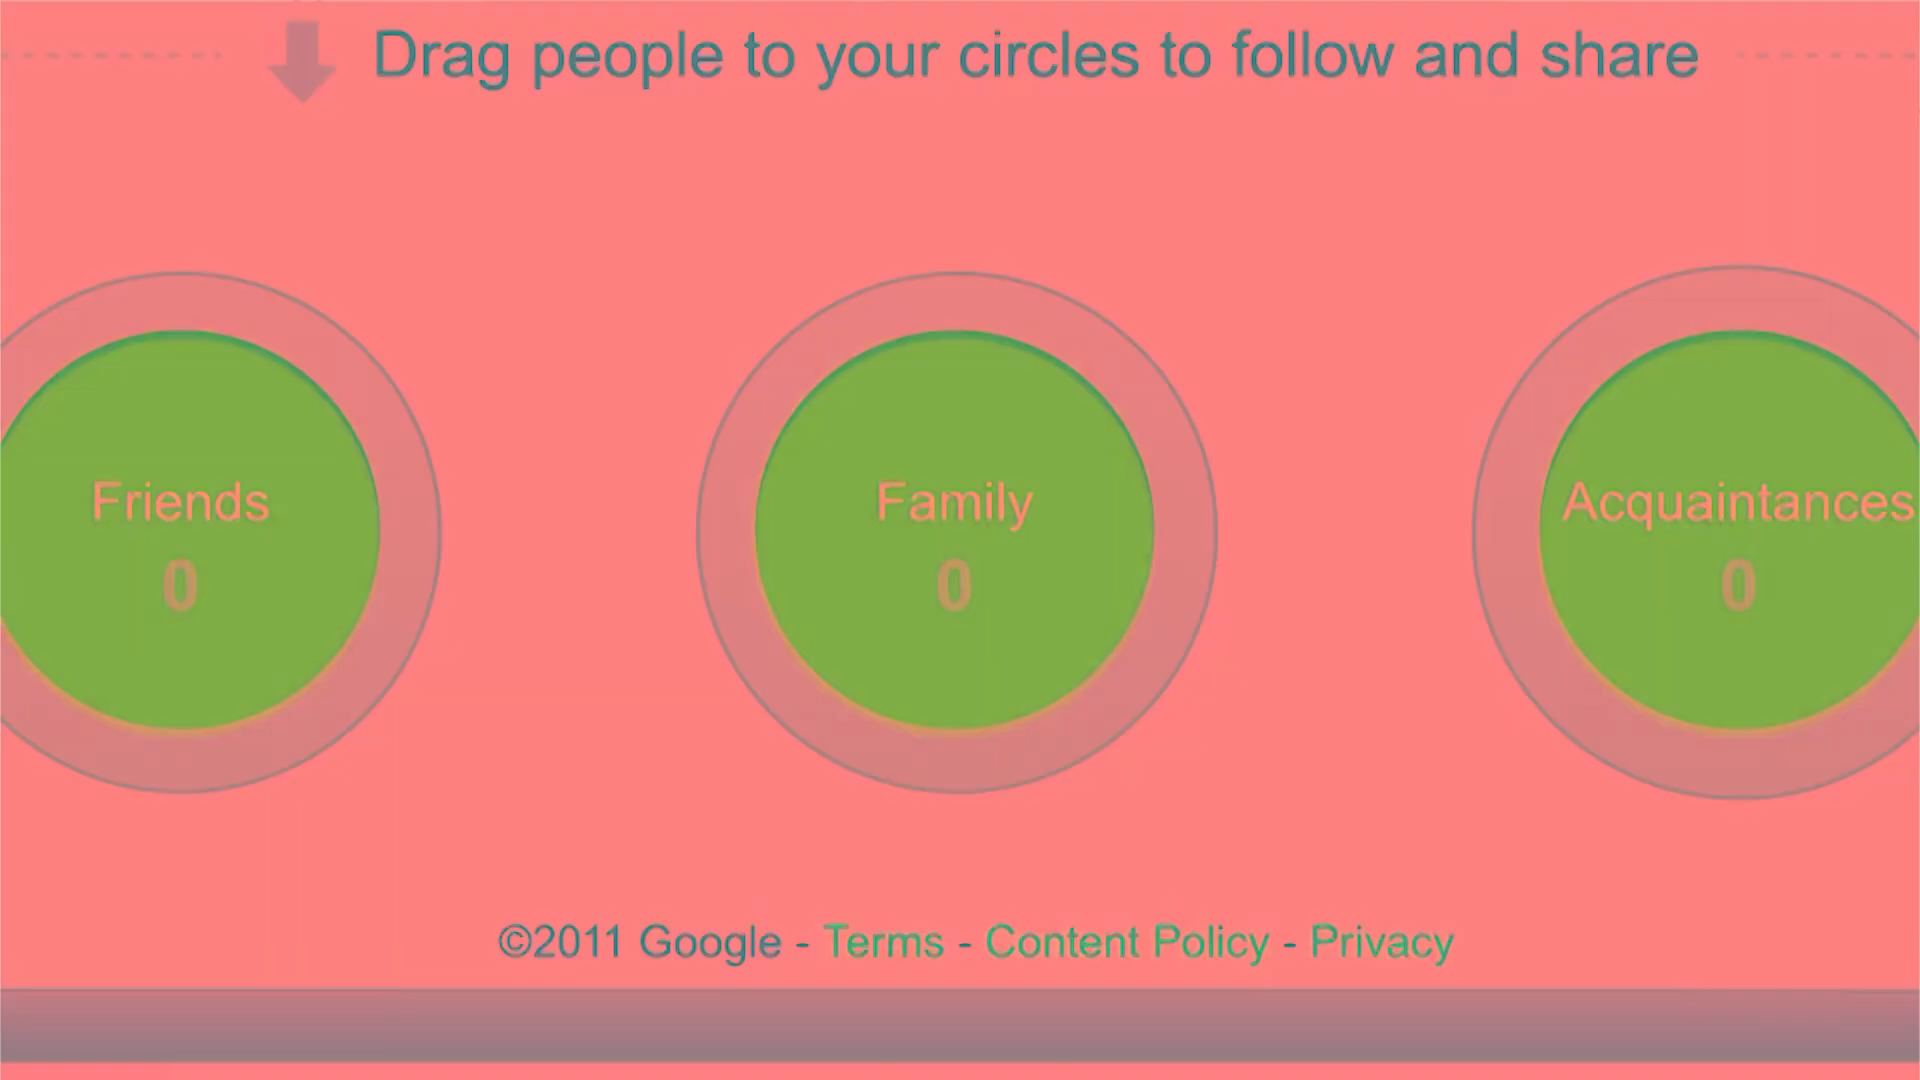 Drag people to your circles to follow and share
Friends
0
Family
0
Acquaintances
0
©2011 Google - Terms - Content Policy - Privacy